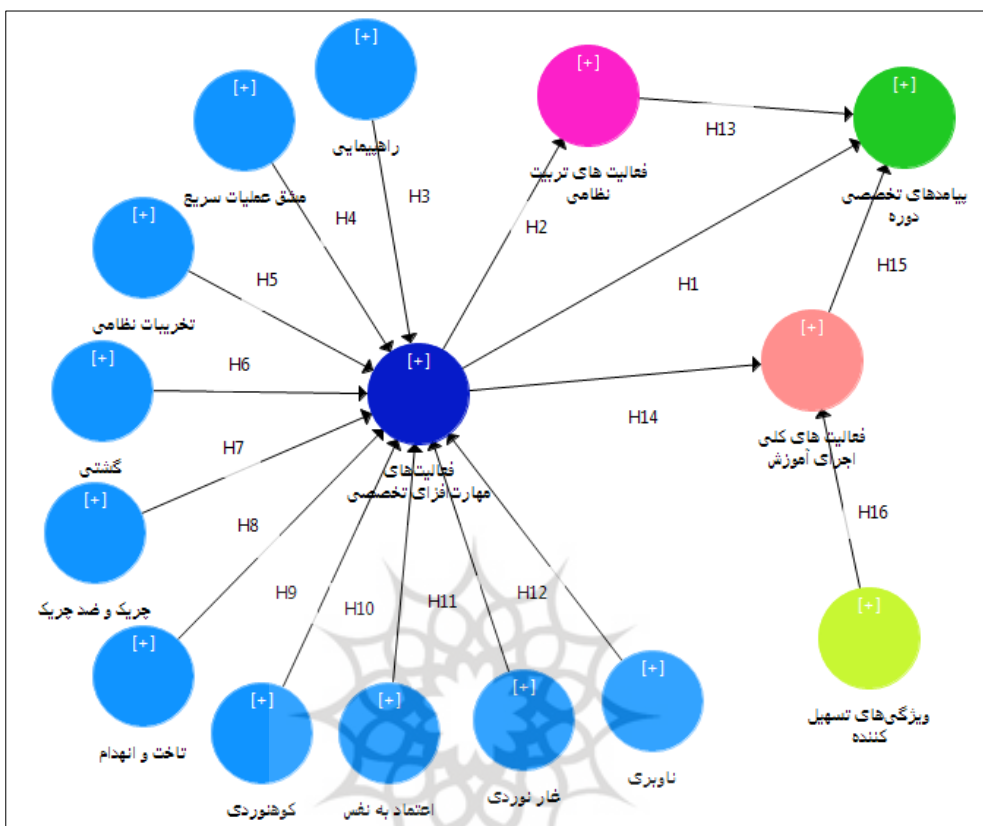 [+]
[+]
[+]
[+]
راهپیمایی
مشق عملیات سریع
فعالیت های تربیت
نظامی
پیامدهای تخصصی
دوره
H13
H3
H4
H2
[+]
تخریبات نظامی
H5
H1
H15
[+]
[+]
[+]
گشتی
H6
H14
فعالیت های کلی
اجرای آموزش
فعالیت‌های
مهارت‌افزای تخصصی
[+]
H7
چریک و ضد چریک
H8
H16
[+]
H9
H10
H11
H12
[+]
تاخت و انهدام
[+]
[+]
[+]
[+]
ویژگی‌های تسهیل
کننده
کوهنوردی
اعتماد به نفس
غار نوردی
ناوبری